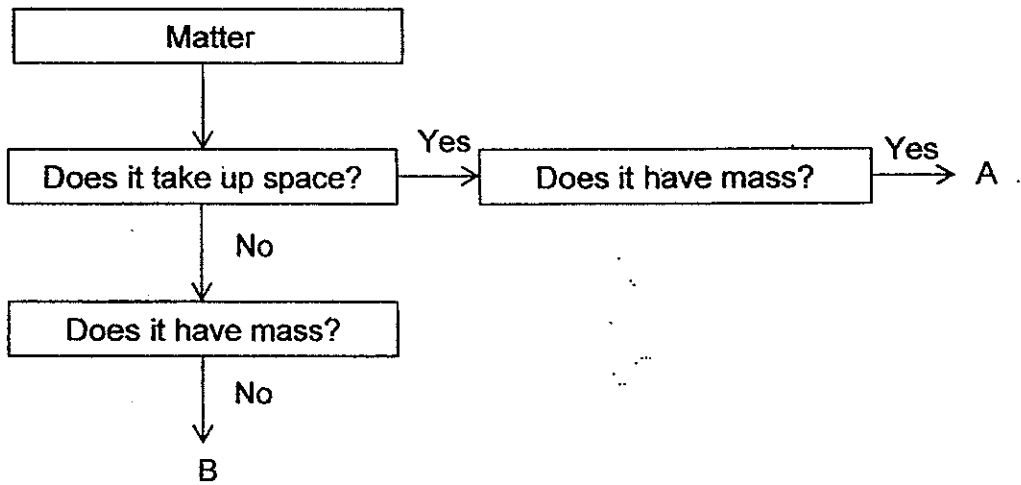 Matter
Yes
Yes
Does it take up space?
Does it have mass?
A
No
Does it have mass?
No
B